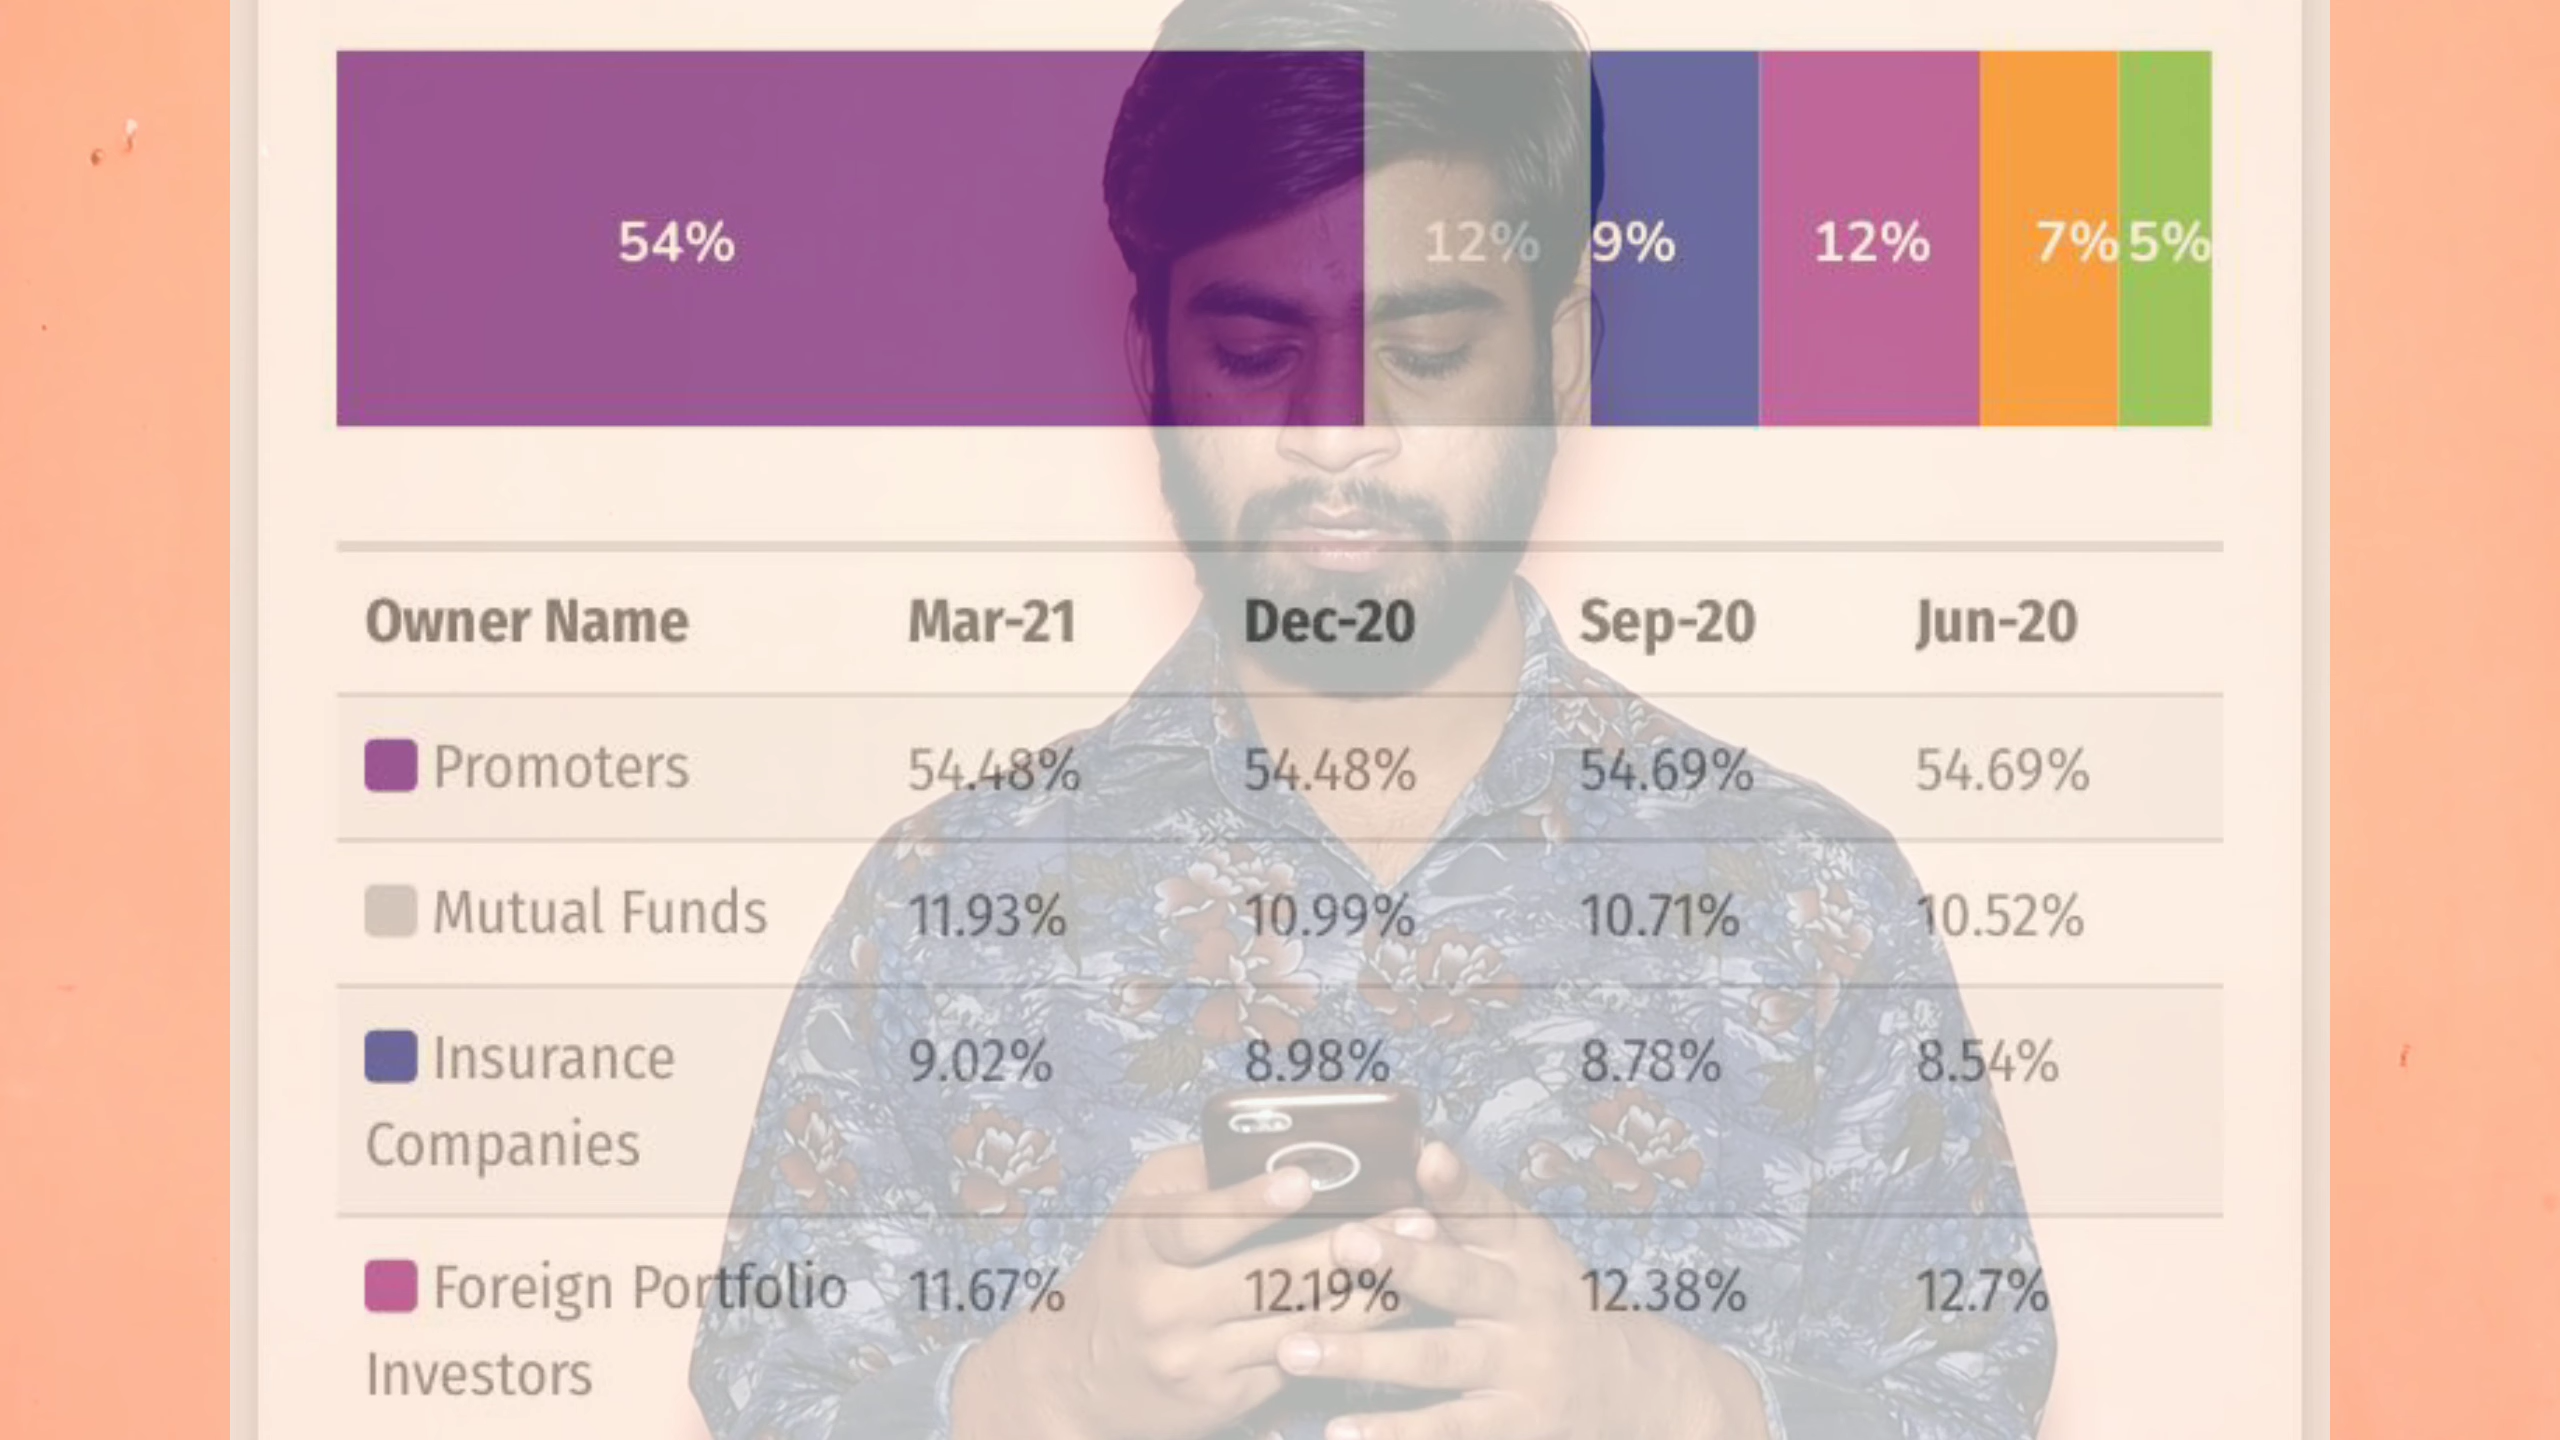 54% 12% 9% 12% 7% 5%
Owner Name Mar-21 Dec-20 Sep-20 Jun-20
Promoters 54.48% 54.48% 54.69% 54.69%
Mutual Funds 11.93% 10.99% 10.71% 10.52%
Insurance 9.02% 8.98% 8.78% 8.54%
Companies
Foreign Portfolio 11.67% 12.19% 12.38% 12.7%
Investors